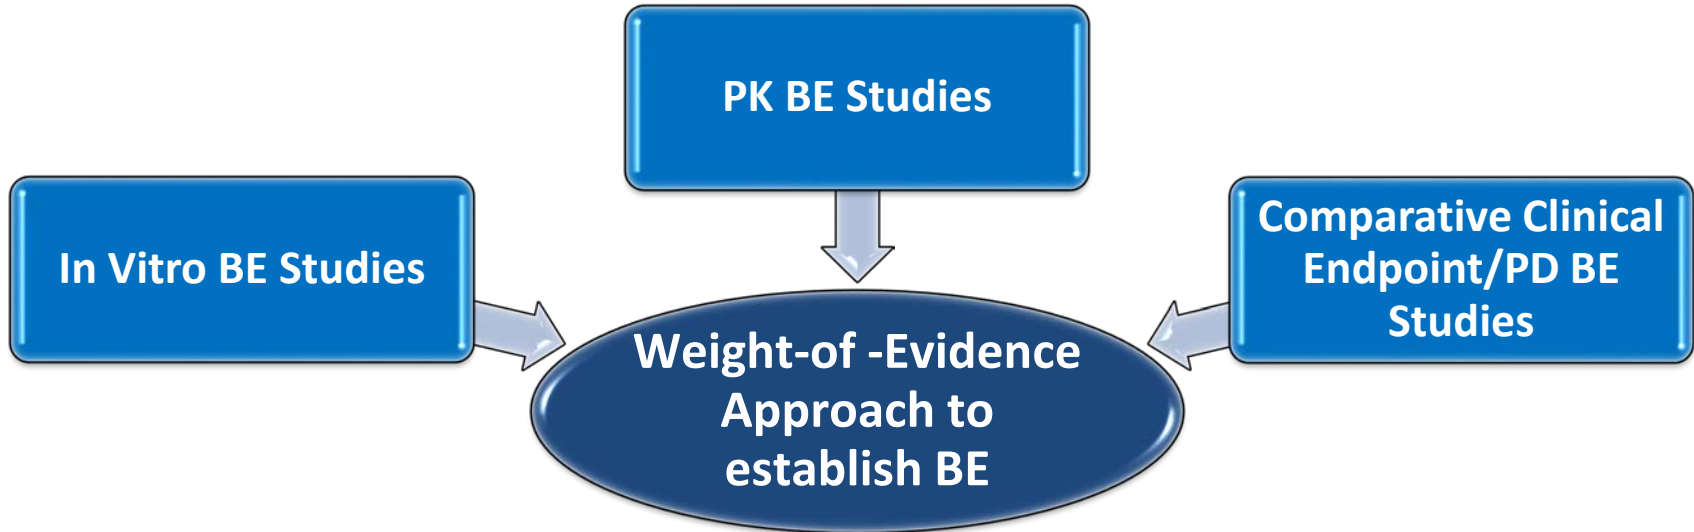 PK BE Studies
In Vitro BE Studies
Comparative Clinical
Endpoint/PD BE
Studies
Weight-of -Evidence
Approach to
establish BE